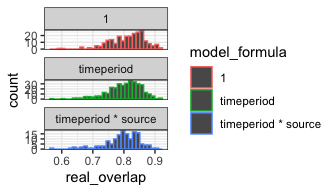 1
20
10
0
timeperiod
30
20
10
0
timeperiod * source
15
10
5
0
count
0.6 0.7 0.8 0.9
real_overlap
model_formula
1
timeperiod
timeperiod * source